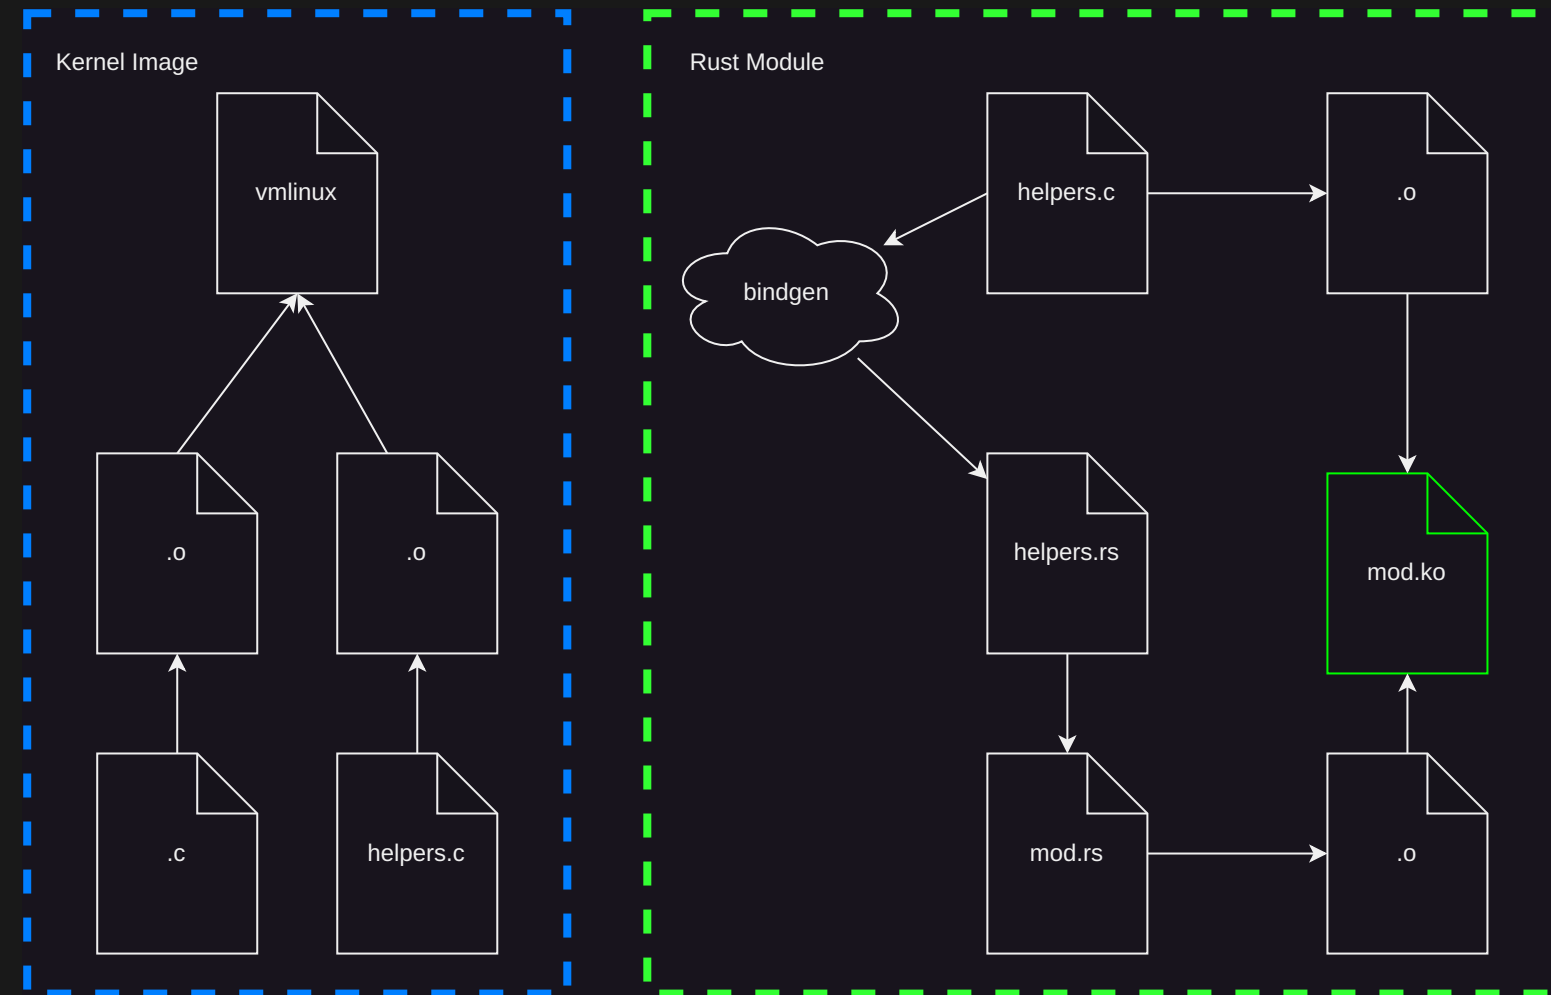 Kernel Image
vmlinux
.o
.o
.c
helpers.c
Rust Module
helpers.c
.o
bindgen
helpers.rs
mod.ko
mod.rs
.o